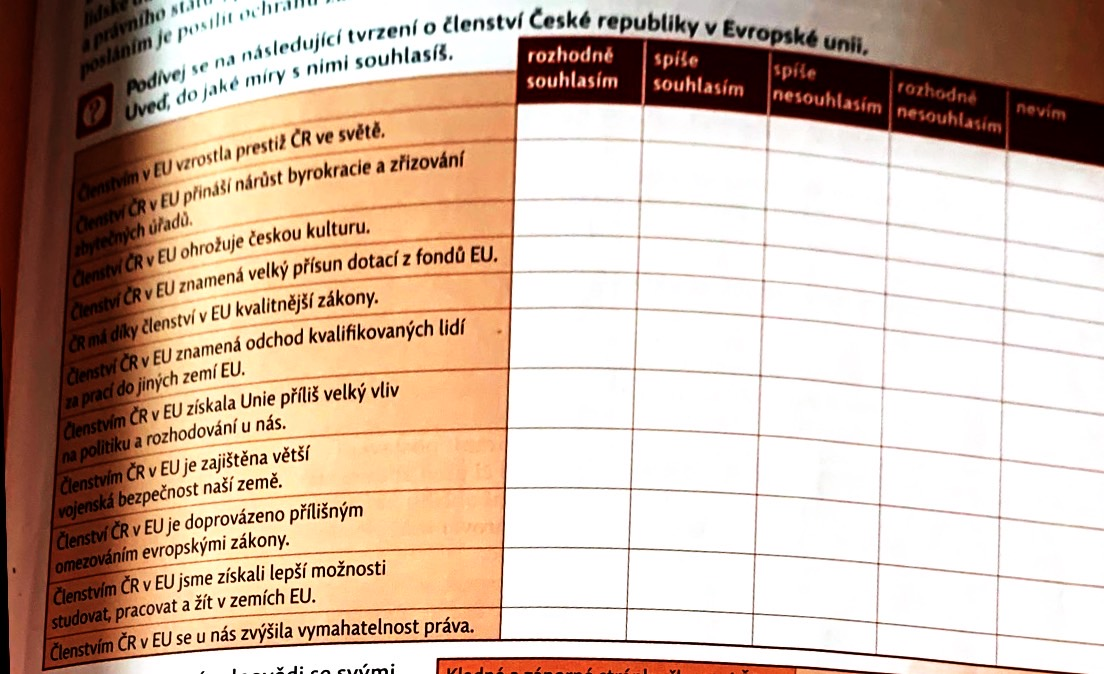 lidské
a právního státu
posláním je posílit ochranu
Podívej se na následující tvrzení o členství České republiky v Evropské unii.
Uveď, do jaké míry s nimi souhlasíš.
?
rozhodně
souhlasím
spíše
souhlasím
spíše
nesouhlasím
rozhodně
nesouhlasím
nevím
Členstvím v EU vzrostla prestiž ČR ve světě.
Členství ČR v EU přináší nárůst byrokracie a zřizování
zbytečných úřadů.
Členství ČR v EU ohrožuje českou kulturu.
Členství ČR v EU znamená velký přísun dotací z fondů EU.
ČR má díky členství v EU kvalitnější zákony.
Členství ČR v EU znamená odchod kvalifikovaných lidí
za prací do jiných zemí EU.
Členstvím ČR v EU získala Unie příliš velký vliv
na politiku a rozhodování u nás.
Členstvím ČR v EU je zajištěna větší
vojenská bezpečnost naší země.
Členství ČR v EU je doprovázeno přílišným
omezováním evropskými zákony.
Členstvím ČR v EU jsme získali lepší možnosti
studovat, pracovat a žít v zemích EU.
Členstvím ČR v EU se u nás zvýšila vymahatelnost práva.
se svými